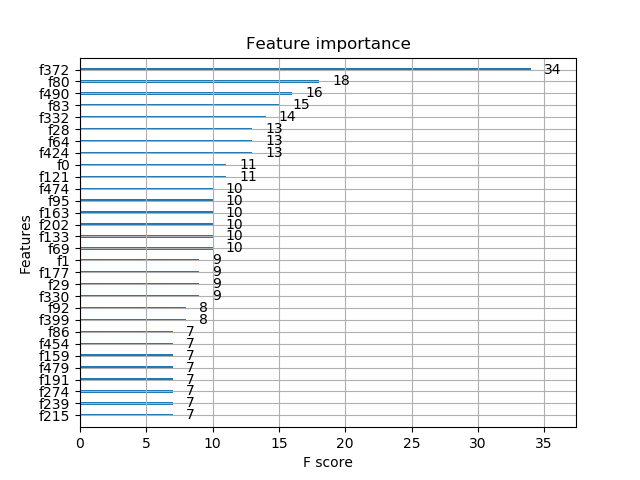 Feature importance
f372 34
f80 18
f490 16
f83 15
f332 14
f28 13
f64 13
f424 13
f0 11
f121 11
f474 10
f95 10
f163 10
f202 10
f133 10
f69 10
f1 9
f177 9
f29 9
f330 9
f92 8
f399 8
f86 7
f454 7
f159 7
f479 7
f191 7
f274 7
f239 7
f215 7
Features
0 5 10 15 20 25 30 35
F score